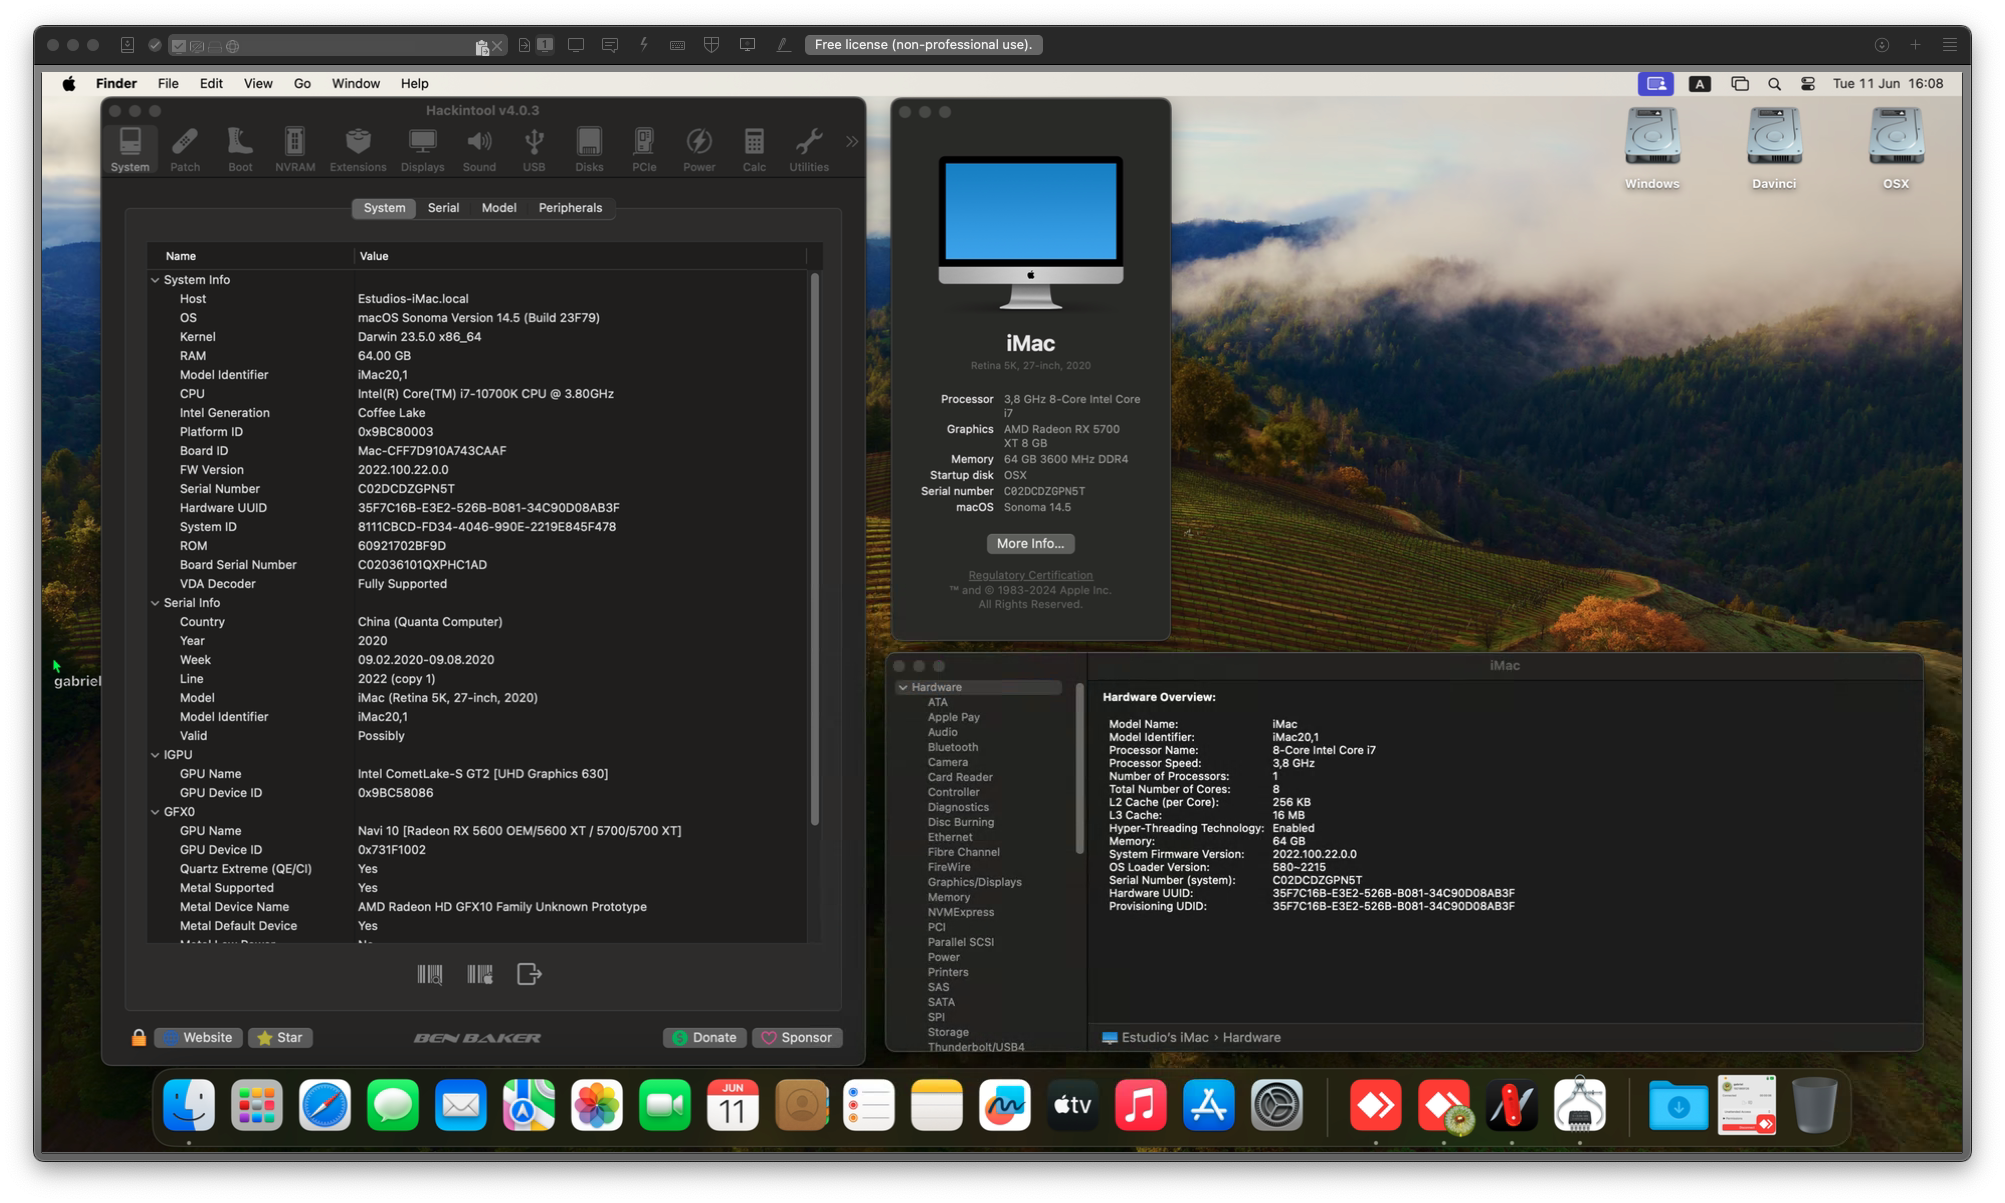 Free license (non-professional use).
Finder File Edit View Go Window Help
A
Tue 11 Jun 16:08
Hackintool v4.0.3
System Patch Boot NVRAM Extensions Displays Sound USB Disks PCIe Power Calc Utilities
System Serial Model Peripherals
Name Value
System Info
Host Estudios-iMac.local
OS macOS Sonoma Version 14.5 (Build 23F79)
Kernel Darwin 23.5.0 x86_64
RAM 64.00 GB
Model Identifier iMac20,1
CPU Intel(R) Core(TM) i7-10700K CPU @ 3.80GHz
Intel Generation Coffee Lake
Platform ID 0x9BC80003
Board ID Mac-CFF7D910A743CAAF
FW Version 2022.100.22.0.0
Serial Number C02DCDZGPN5T
Hardware UUID 35F7C16B-E3E2-526B-B081-34C90D08AB3F
System ID 8111CBCD-FD34-4046-990E-2219E845F478
ROM 60921702BF9D
Board Serial Number C02036101QXPHC1AD
VDA Decoder Fully Supported
Serial Info
Country China (Quanta Computer)
Year 2020
Week 09.02.2020-09.08.2020
Line 2022 (copy 1)
Model iMac (Retina 5K, 27-inch, 2020)
Model Identifier iMac20,1
Valid Possibly
IGPU
GPU Name Intel CometLake-S GT2 [UHD Graphics 630]
GPU Device ID 0x9BC58086
GFX0
GPU Name Navi 10 [Radeon RX 5600 OEM/5600 XT / 5700/5700 XT]
GPU Device ID 0x731F1002
Quartz Extreme (QE/CI) Yes
Metal Supported Yes
Metal Device Name AMD Radeon HD GFX10 Family Unknown Prototype
Metal Default Device Yes
Website Star BEN BAKER Donate Sponsor
gabriel
iMac
Retina 5K, 27-inch, 2020
Processor 3,8 GHz 8-Core Intel Core
i7
Graphics AMD Radeon RX 5700
XT 8 GB
Memory 64 GB 3600 MHz DDR4
Startup disk OSX
Serial number C02DCDZGPN5T
macOS Sonoma 14.5
More Info...
Regulatory Certification
™ and © 1983-2024 Apple Inc.
All Rights Reserved.
Windows Davinci OSX
iMac
Hardware
ATA
Apple Pay
Audio
Bluetooth
Camera
Card Reader
Controller
Diagnostics
Disc Burning
Ethernet
Fibre Channel
FireWire
Graphics/Displays
Memory
NVMExpress
PCI
Parallel SCSI
Power
Printers
SAS
SATA
SPI
Storage
Thunderbolt/USB4
Hardware Overview:
Model Name: iMac
Model Identifier: iMac20,1
Processor Name: 8-Core Intel Core i7
Processor Speed: 3,8 GHz
Number of Processors: 1
Total Number of Cores: 8
L2 Cache (per Core): 256 KB
L3 Cache: 16 MB
Hyper-Threading Technology: Enabled
Memory: 64 GB
System Firmware Version: 2022.100.22.0.0
OS Loader Version: 580~2215
Serial Number (system): C02DCDZGPN5T
Hardware UUID: 35F7C16B-E3E2-526B-B081-34C90D08AB3F
Provisioning UDID: 35F7C16B-E3E2-526B-B081-34C90D08AB3F
Estudio's iMac › Hardware
JUN
11
tv